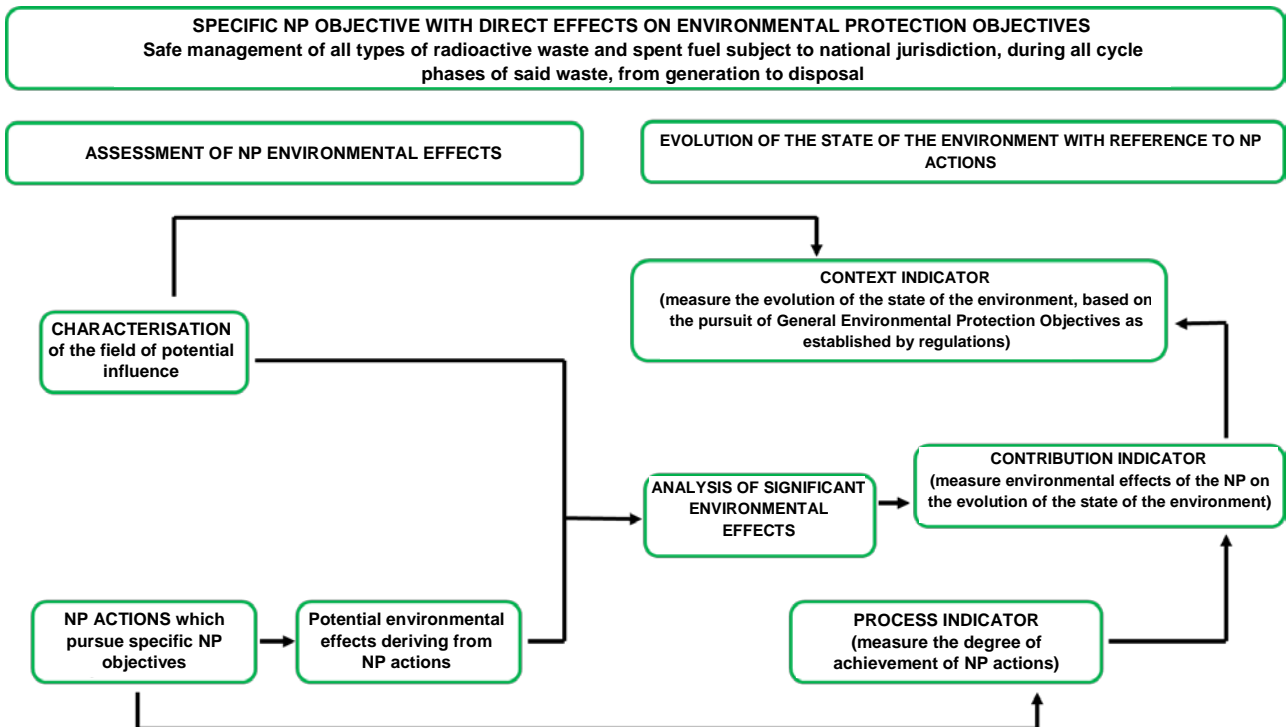 SPECIFIC NP OBJECTIVE WITH DIRECT EFFECTS ON ENVIRONMENTAL PROTECTION OBJECTIVES
Safe management of all types of radioactive waste and spent fuel subject to national jurisdiction, during all cycle
phases of said waste, from generation to disposal
ASSESSMENT OF NP ENVIRONMENTAL EFFECTS
EVOLUTION OF THE STATE OF THE ENVIRONMENT WITH REFERENCE TO NP
ACTIONS
CONTEXT INDICATOR
(measure the evolution of the state of the environment, based on
the pursuit of General Environmental Protection Objectives as
established by regulations)
CHARACTERISATION
of the field of potential
influence
ANALYSIS OF SIGNIFICANT
ENVIRONMENTAL
EFFECTS
CONTRIBUTION INDICATOR
(measure environmental effects of the NP on
the evolution of the state of the environment)
NP ACTIONS which
pursue specific NP
objectives
Potential environmental
effects deriving from
NP actions
PROCESS INDICATOR
(measure the degree of
achievement of NP actions)